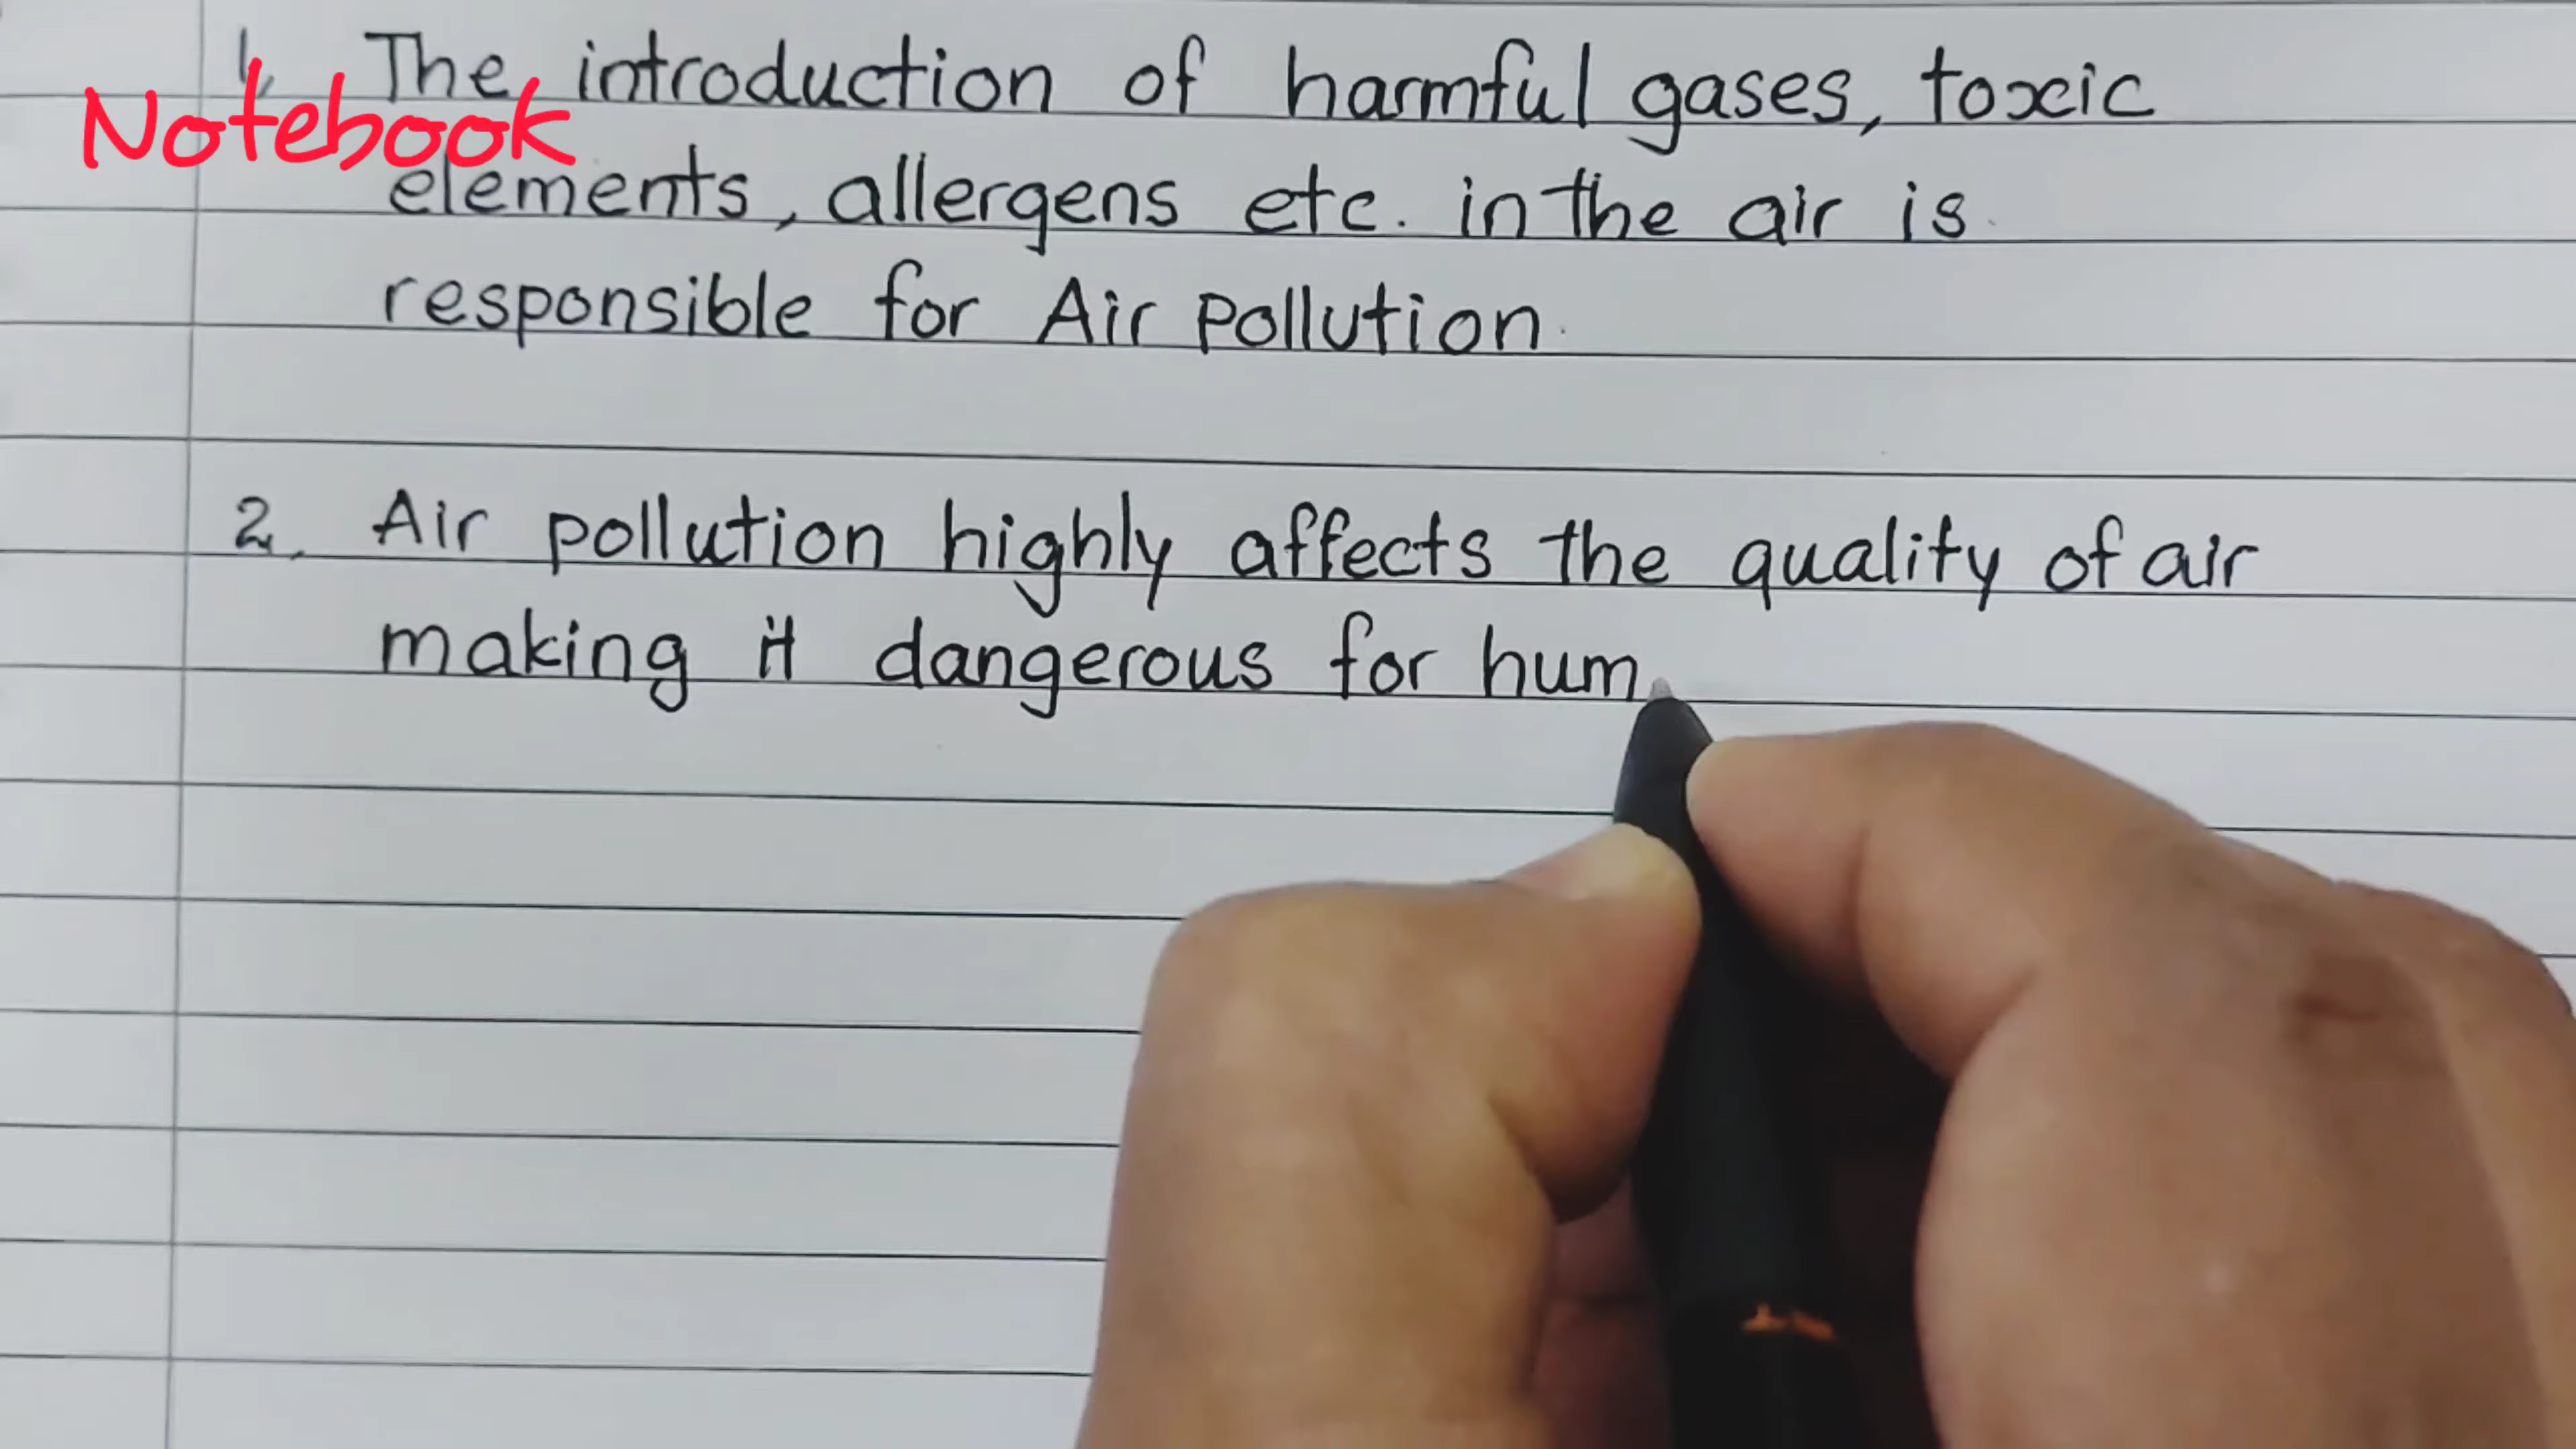 1. The introduction of harmful gases, toxic
Notebook
elements, allergens etc. in the air is
responsible for Air Pollution.
2. Air pollution highly affects the quality of air
making it dangerous for hum